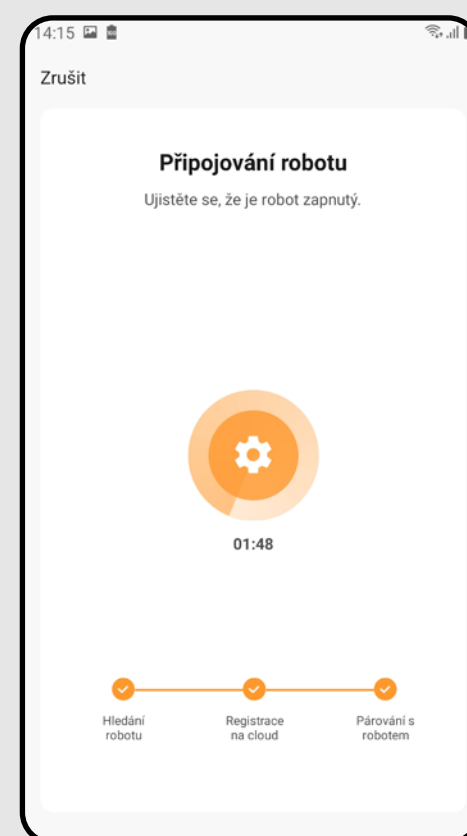 14:15
Zrušit
Připojování robotu
Ujistěte se, že je robot zapnutý.
01:48
Hledání
robotu
Registrace
na cloud
Párování s
robotem